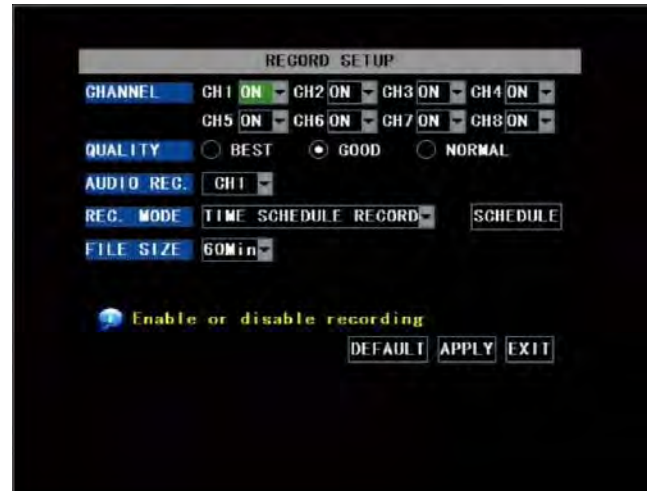 RECORD SETUP
CHANNEL CH1 ON CH2 ON CH3 ON CH4 ON
CH5 ON CH6 ON CH7 ON CH8 ON
QUALITY BEST GOOD NORMAL
AUDIO REC. CH1
REC. MODE TIME SCHEDULE RECORD SCHEDULE
FILE SIZE 60Min
Enable or disable recording
DEFAULT APPLY EXIT